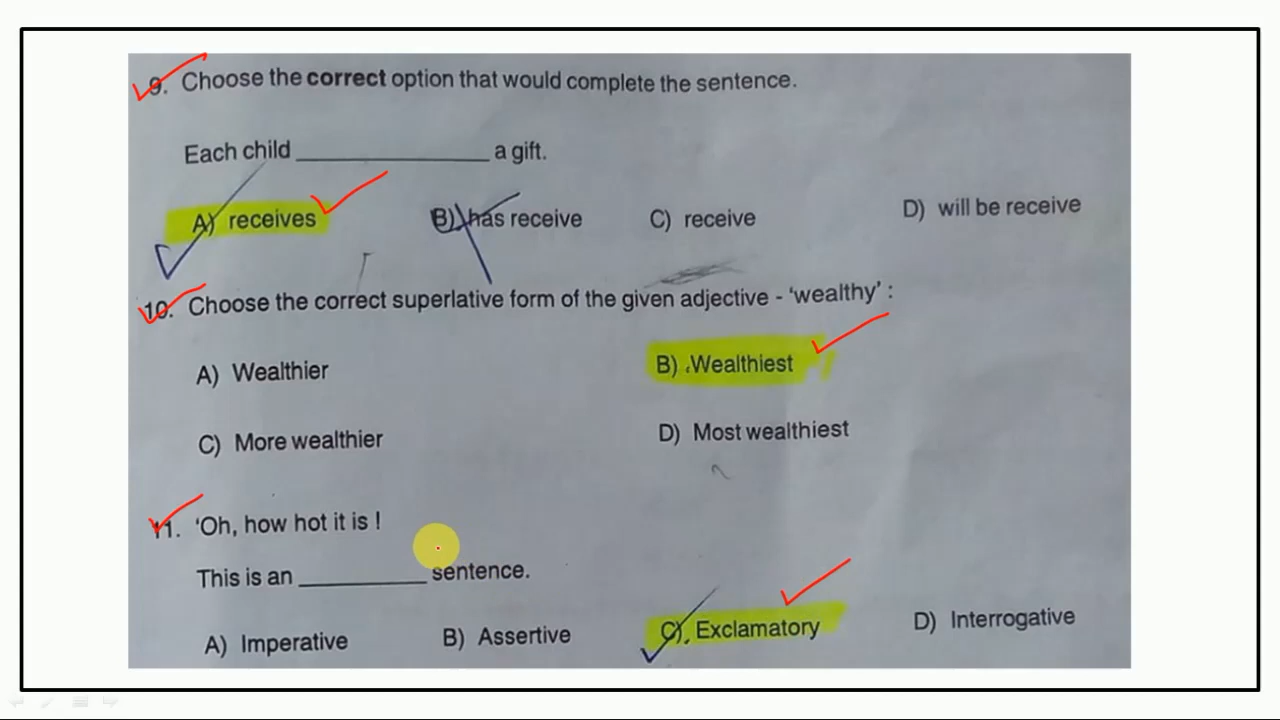 9. Choose the correct option that would complete the sentence.
Each child ____________ a gift.
A) receives B) has receive C) receive D) will be receive
10. Choose the correct superlative form of the given adjective - ‘wealthy’ :
A) Wealthier B) Wealthiest
C) More wealthier D) Most wealthiest
11. ‘Oh, how hot it is !
This is an ________ sentence.
A) Imperative B) Assertive C) Exclamatory D) Interrogative